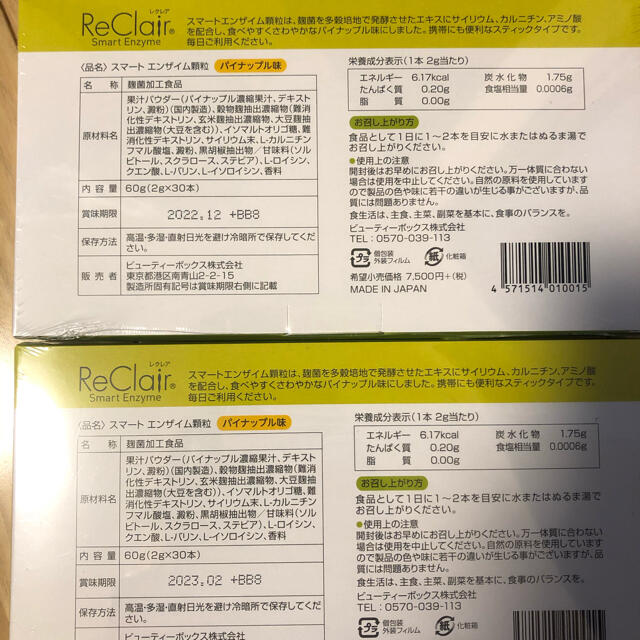 レクレア
ReClair®
Smart Enzyme
スマートエンザイム顆粒は、麹菌を多穀培地で発酵させたエキスにサイリウム、カルニチン、アミノ酸
を配合し、食べやすくさわやかなパイナップル味にしました。携帯にも便利なスティックタイプです。
毎日ご利用ください。
〈品名〉 スマート エンザイム顆粒 パイナップル味
名 称 麹菌加工食品
原材料名
果汁パウダー(パイナップル濃縮果汁、デキスト
リン、澱粉)(国内製造)、穀物麹抽出濃縮物(難消
化性デキストリン、玄米麹抽出濃縮物、大豆麹抽
出濃縮物(大豆を含む))、イソマルトオリゴ糖、難
消化性デキストリン、サイリウム末、L-カルニチン
フマル酸塩、澱粉、黒胡椒抽出物／甘味料(ソル
ビトール、スクラロース、ステビア)、L-ロイシン、
クエン酸、L-バリン、L-イソロイシン、香料
内 容 量 60g(2g×30本)
賞味期限 2022.12 +BB8
保存方法 高温・多湿・直射日光を避け冷暗所で保存してくだ
さい。
販 売 者 ビューティーボックス株式会社
東京都港区南青山2-2-15
製造所固有記号は賞味期限右側に記載
栄養成分表示(1本 2g当たり)
エネルギー 6.17kcal 炭水化物 1.75g
たんぱく質 0.20g 食塩相当量 0.0006g
脂 質 0.00g
お召し上がり方
食品として1日に1〜2本を目安に水またはぬるま湯で
お召し上がりください。
●使用上の注意
開封後はお早めにお召し上がりください。万一体質に合わない
場合は使用を中止してください。自然の原料を使用しています
ので製品の色や味に若干の違いが生じる事がございますが、品
質には問題ありません。
食生活は、主食、主菜、副菜を基本に、食事のバランスを。
ビューティーボックス株式会社
TEL：0570-039-113
プラ 個包装
外装フィルム
紙 化粧箱
希望小売価格 7,500円+(税)
MADE IN JAPAN
4 571514 010015
レクレア
ReClair®
Smart Enzyme
スマートエンザイム顆粒は、麹菌を多穀培地で発酵させたエキスにサイリウム、カルニチン、アミノ酸
を配合し、食べやすくさわやかなパイナップル味にしました。携帯にも便利なスティックタイプです。
毎日ご利用ください。
〈品名〉 スマート エンザイム顆粒 パイナップル味
名 称 麹菌加工食品
原材料名
果汁パウダー(パイナップル濃縮果汁、デキスト
リン、澱粉)(国内製造)、穀物麹抽出濃縮物(難消
化性デキストリン、玄米麹抽出濃縮物、大豆麹抽
出濃縮物(大豆を含む))、イソマルトオリゴ糖、難
消化性デキストリン、サイリウム末、L-カルニチン
フマル酸塩、澱粉、黒胡椒抽出物／甘味料(ソル
ビトール、スクラロース、ステビア)、L-ロイシン、
クエン酸、L-バリン、L-イソロイシン、香料
内 容 量 60g(2g×30本)
賞味期限 2023.02 +BB8
保存方法 高温・多湿・直射日光を避け冷暗所で保存してくだ
さい。
ビューティーボックス株式会社
栄養成分表示(1本 2g当たり)
エネルギー 6.17kcal 炭水化物 1.75g
たんぱく質 0.20g 食塩相当量 0.0006g
脂 質 0.00g
お召し上がり方
食品として1日に1〜2本を目安に水またはぬるま湯で
お召し上がりください。
●使用上の注意
開封後はお早めにお召し上がりください。万一体質に合わない
場合は使用を中止してください。自然の原料を使用しています
ので製品の色や味に若干の違いが生じる事がございますが、品
質には問題ありません。
食生活は、主食、主菜、副菜を基本に、食事のバランスを。
ビューティーボックス株式会社
TEL：0570-039-113
プラ 個包装
外装フィルム
紙 化粧箱